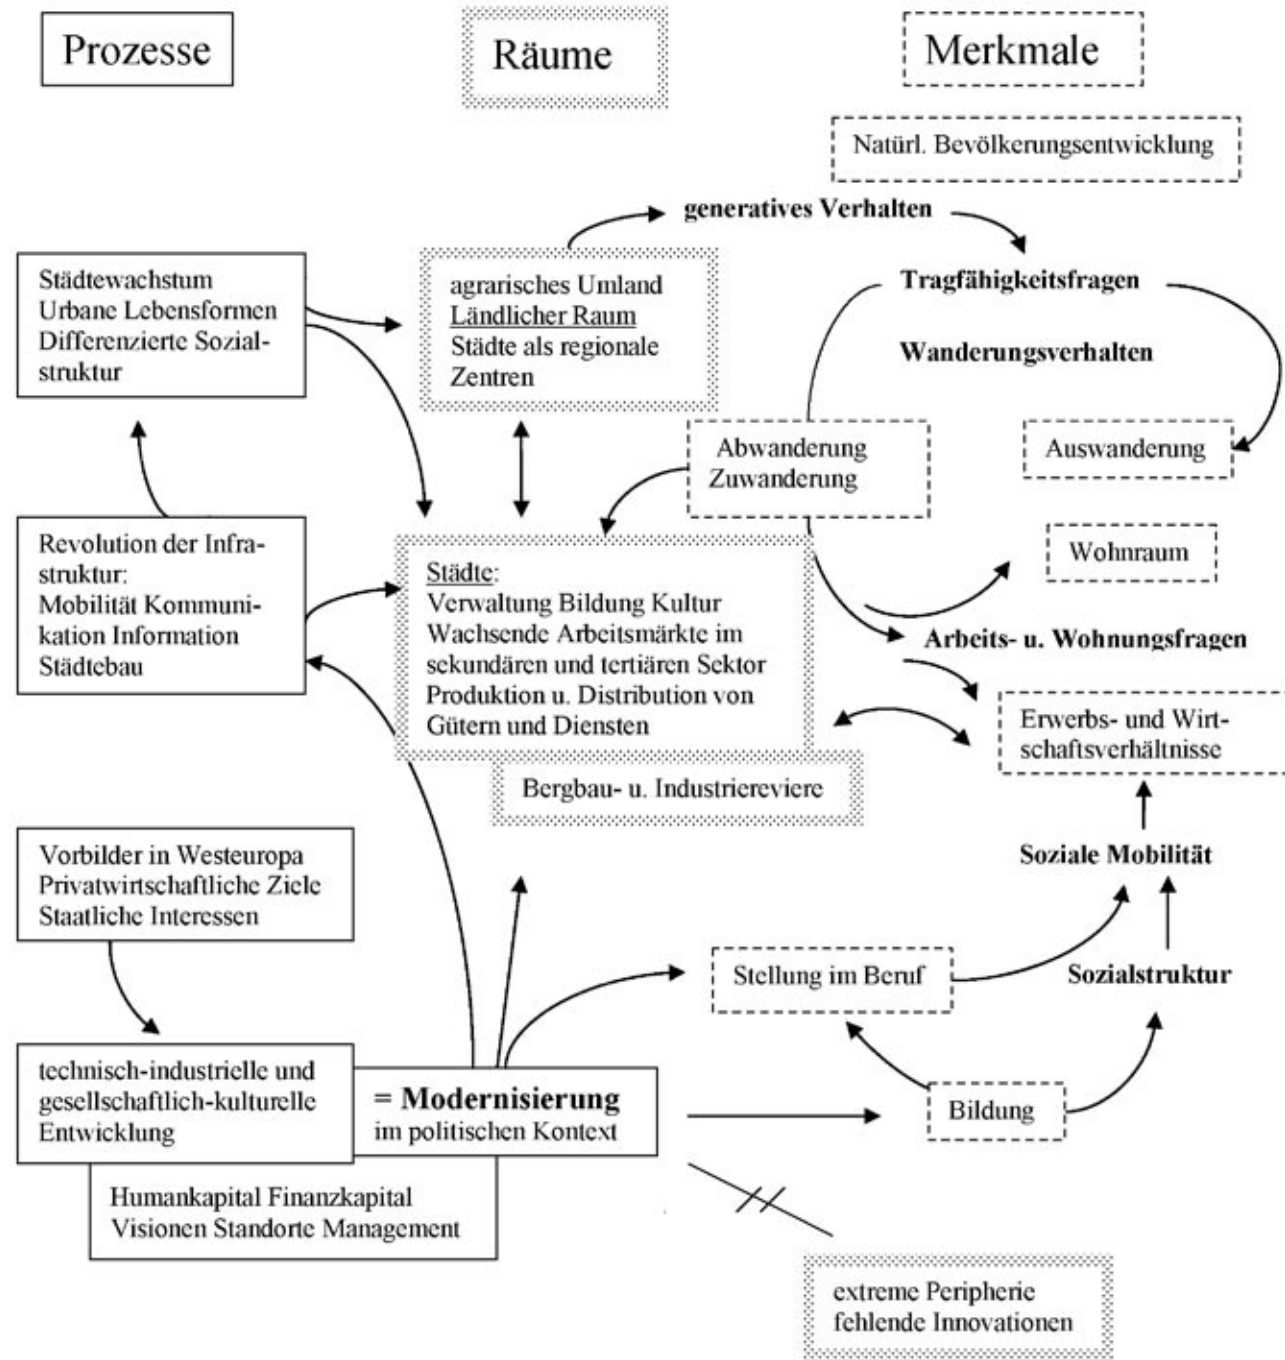 Prozesse
Räume
Merkmale
Natürl. Bevölkerungsentwicklung
generatives Verhalten
Städtewachstum
Urbane Lebensformen
Differenzierte Sozial-
struktur
agrarisches Umland
Ländlicher Raum
Städte als regionale
Zentren
Tragfähigkeitsfragen
Wanderungsverhalten
Abwanderung
Zuwanderung
Auswanderung
Revolution der Infra-
struktur:
Mobilität Kommuni-
kation Information
Städtebau
Städte:
Verwaltung Bildung Kultur
Wachsende Arbeitsmärkte im
sekundären und tertiären Sektor
Produktion u. Distribution von
Gütern und Diensten
Wohnraum
Arbeits- u. Wohnungsfragen
Erwerbs- und Wirt-
schaftsverhältnisse
Bergbau- u. Industriereviere
Vorbilder in Westeuropa
Privatwirtschaftliche Ziele
Staatliche Interessen
Soziale Mobilität
Stellung im Beruf
Sozialstruktur
technisch-industrielle und
gesellschaftlich-kulturelle
Entwicklung
= Modernisierung
im politischen Kontext
Bildung
Humankapital Finanzkapital
Visionen Standorte Management
extreme Peripherie
fehlende Innovationen